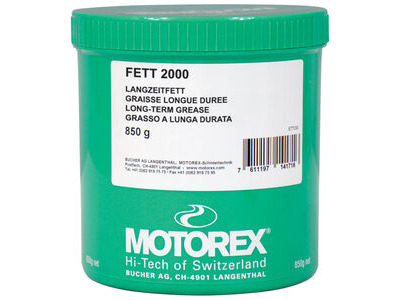 FETT 2000
LANGZEITFETT
GRAISSE LONGUE DUREE
LONG-TERM GREASE
GRASSO A LUNGA DURATA
850 g
BUCHER AG LANGENTHAL, MOTOREX-Schmiertechnik
Postfach, CH-4901 Langenthal, Switzerland
7 611197 141716
MOTOREX®
Hi-Tech of Switzerland
BUCHER AG, CH-4901 LANGENTHAL
850g net
850g net